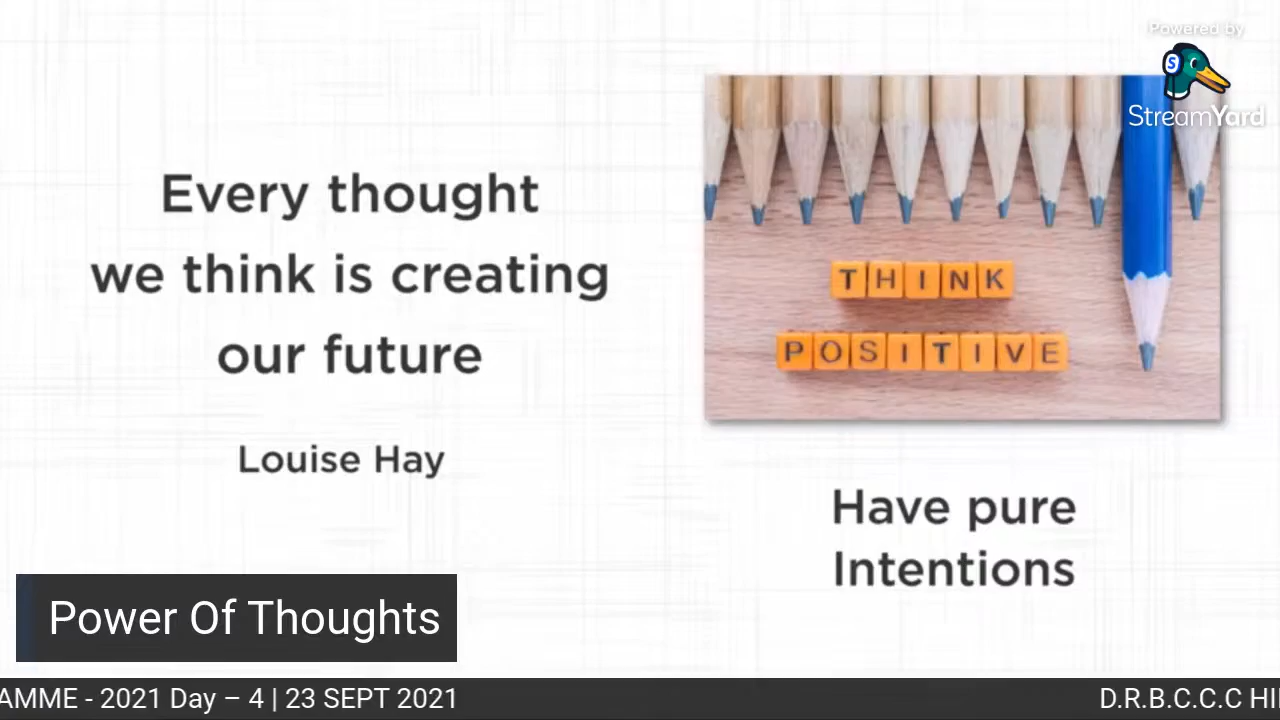 Powered by
StreamYard
Every thought
we think is creating
our future
Louise Hay
THINK
POSITIVE
Have pure
Intentions
Power Of Thoughts
AMME - 2021 Day – 4 | 23 SEPT 2021
D.R.B.C.C.C HI